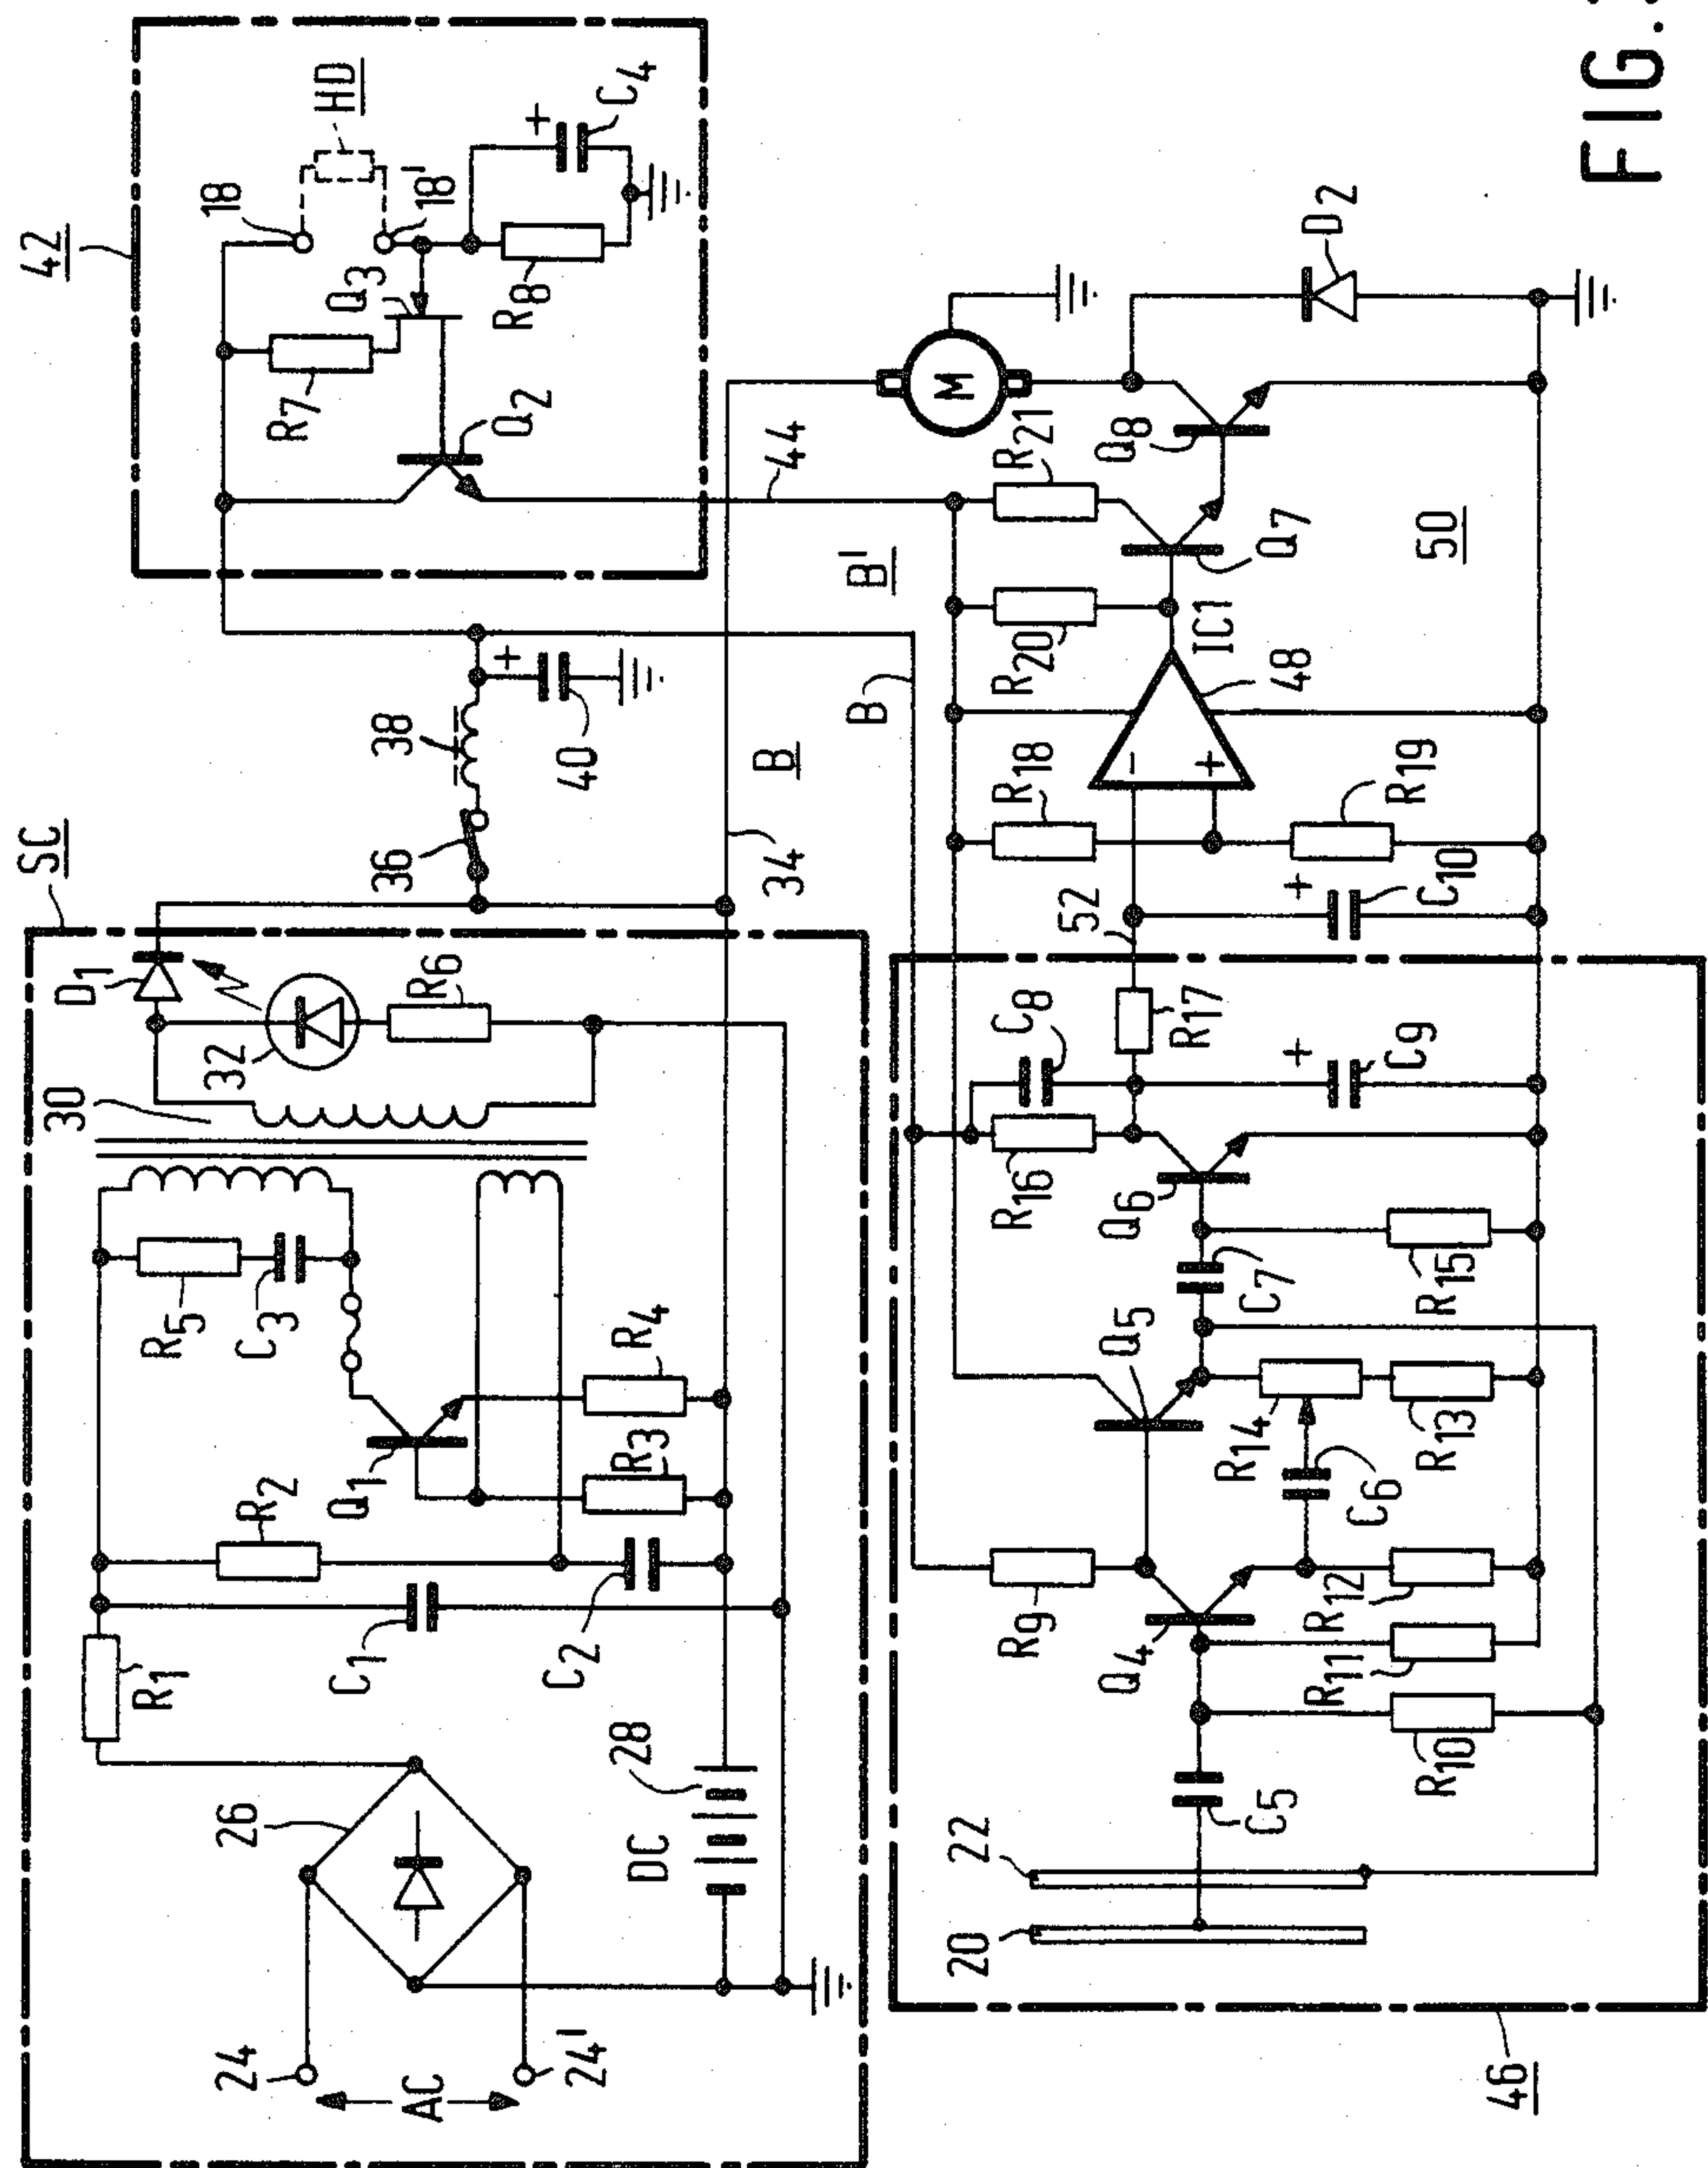 SC
42
24
AC
24'
26
R1
C1
R2
C2
DC
28
Q1
R3
R4
R5
C3
30
32
R6
D1
36
38
+
40
34
B
B
B'
R7
Q3
Q2
18
HD
18'
R8
+
C4
44
20
22
C5
R9
Q4
R10
R11
R12
C6
R14
R13
Q5
C7
R15
Q6
R16
C8
R17
+
C9
52
+
C10
R18
R19
-
+
48
IC1
R20
R21
Q7
Q8
M
D2
50
46
FIG.